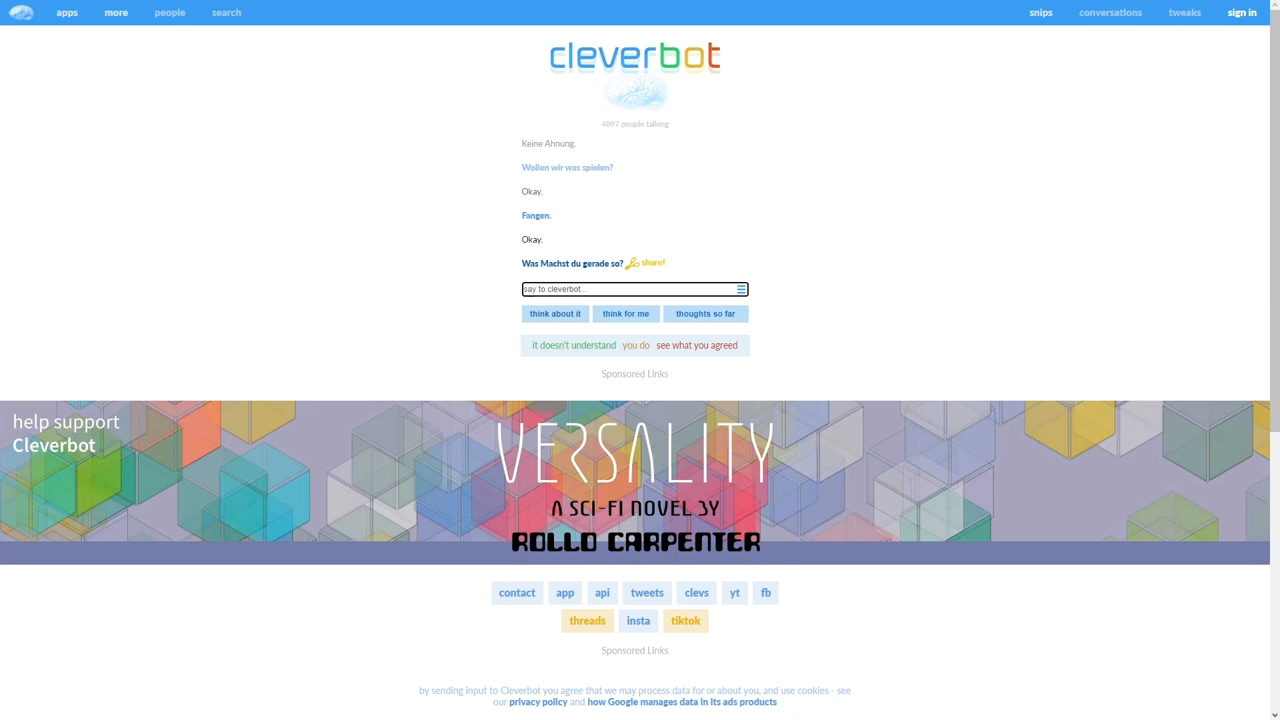 apps more people search snips conversations tweaks sign in
cleverbot
4897 people talking
Keine Ahnung.
Wollen wir was spielen?
Okay.
Fangen.
Okay.
Was Machst du gerade so? share!
say to cleverbot...
think about it think for me thoughts so far
it doesn't understand you do see what you agreed
Sponsored Links
help support
Cleverbot
VERSALITY
A SCI-FI NOVEL BY
ROLLO CARPENTER
contact app api tweets clevs yt fb
threads insta tiktok
Sponsored Links
by sending input to Cleverbot you agree that we may process data for or about you, and use cookies - see
our privacy policy and how Google manages data in its ads products